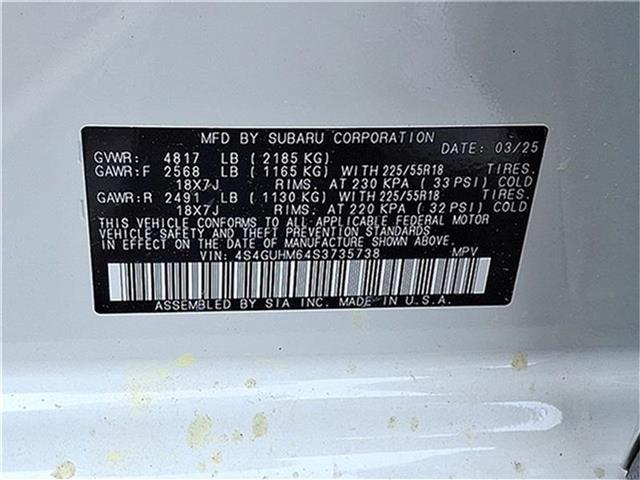 MFD BY SUBARU CORPORATION
GVWR: 4817 LB ( 2185 KG) DATE: 03/25
GAWR:F 2568 LB ( 1165 KG) WITH 225/55R18 TIRES.
18X7J RIMS. AT 230 KPA ( 33 PSI) COLD
GAWR:R 2491 LB ( 1130 KG) WITH 225/55R18 TIRES.
18X7J RIMS. AT 220 KPA ( 32 PSI) COLD
THIS VEHICLE CONFORMS TO ALL APPLICABLE FEDERAL MOTOR
VEHICLE SAFETY AND THEFT PREVENTION STANDARDS
IN EFFECT ON THE DATE OF MANUFACTURE SHOWN ABOVE.
VIN: 4S4GUHM64S3735738 MPV
ASSEMBLED BY SIA INC. MADE IN U.S.A.